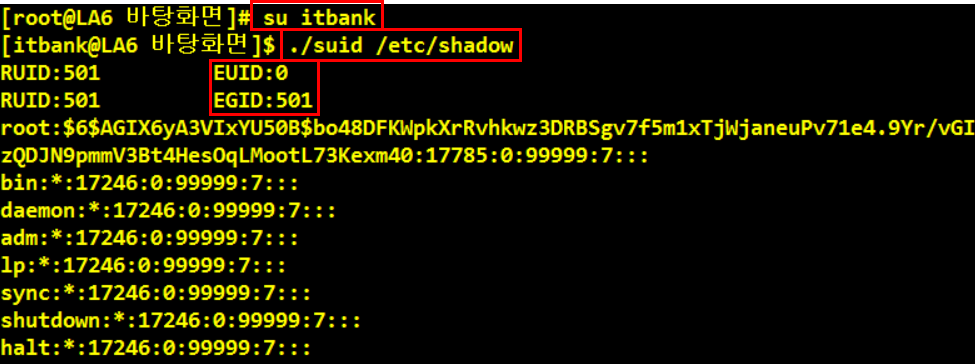 [root@LA6 바탕화면]# su itbank
[itbank@LA6 바탕화면]$ ./suid /etc/shadow
RUID:501 EUID:0
RUID:501 EGID:501
root:$6$AGIX6yA3VIxYU50B$bo48DFKWpkXrRvhkwz3DRBSgv7f5m1xTjWjaneuPv71e4.9Yr/vGI
zQDJN9pmmV3Bt4HesOqLMootL73Kexm40:17785:0:99999:7:::
bin:*:17246:0:99999:7:::
daemon:*:17246:0:99999:7:::
adm:*:17246:0:99999:7:::
lp:*:17246:0:99999:7:::
sync:*:17246:0:99999:7:::
shutdown:*:17246:0:99999:7:::
halt:*:17246:0:99999:7:::